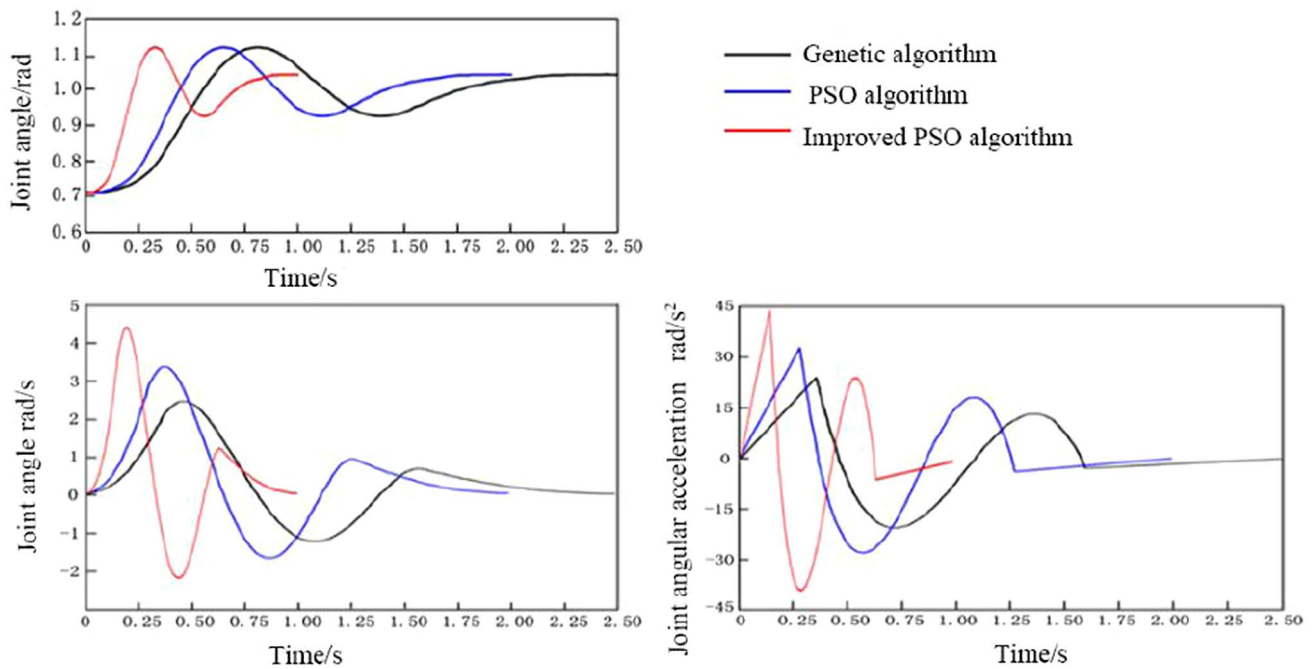 1.2
1.1
1.0
0.9
0.8
0.7
0.6
Joint angle/rad
0 0.25 0.50 0.75 1.00 1.25 1.50 1.75 2.00 2.25 2.50
Time/s
Genetic algorithm
PSO algorithm
Improved PSO algorithm
5
4
3
2
1
0
-1
-2
Joint angle rad/s
0 0.25 0.50 0.75 1.00 1.25 1.50 1.75 2.00 2.25 2.50
Time/s
45
30
15
0
-15
-30
-45
Joint angular acceleration rad/s²
0 0.25 0.50 0.75 1.00 1.25 1.50 1.75 2.00 2.25 2.50
Time/s